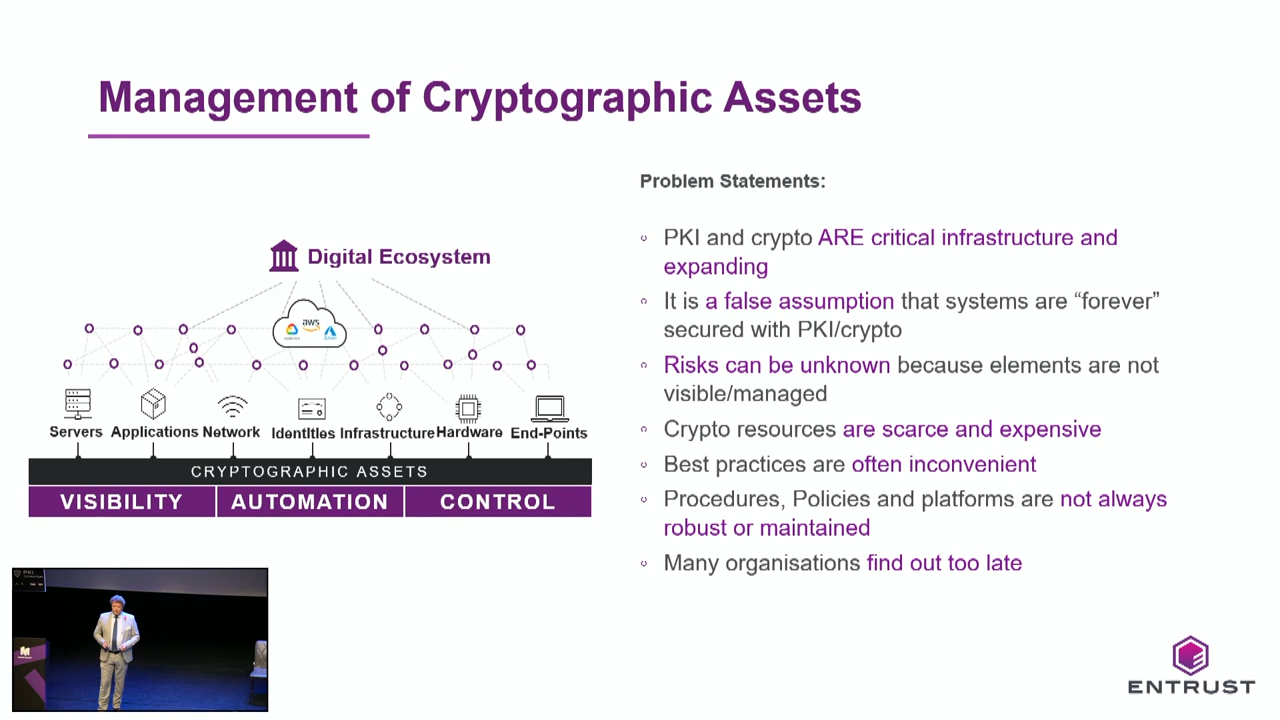 Management of Cryptographic Assets
Problem Statements:
Digital Ecosystem
aws
Servers
Applications
Network
Identities
Infrastructure
Hardware
End-Points
CRYPTOGRAPHIC ASSETS
VISIBILITY
AUTOMATION
CONTROL
PKI and crypto ARE critical infrastructure and
expanding
It is a false assumption that systems are “forever”
secured with PKI/crypto
Risks can be unknown because elements are not
visible/managed
Crypto resources are scarce and expensive
Best practices are often inconvenient
Procedures, Policies and platforms are not always
robust or maintained
Many organisations find out too late
PKI
ENTRUST